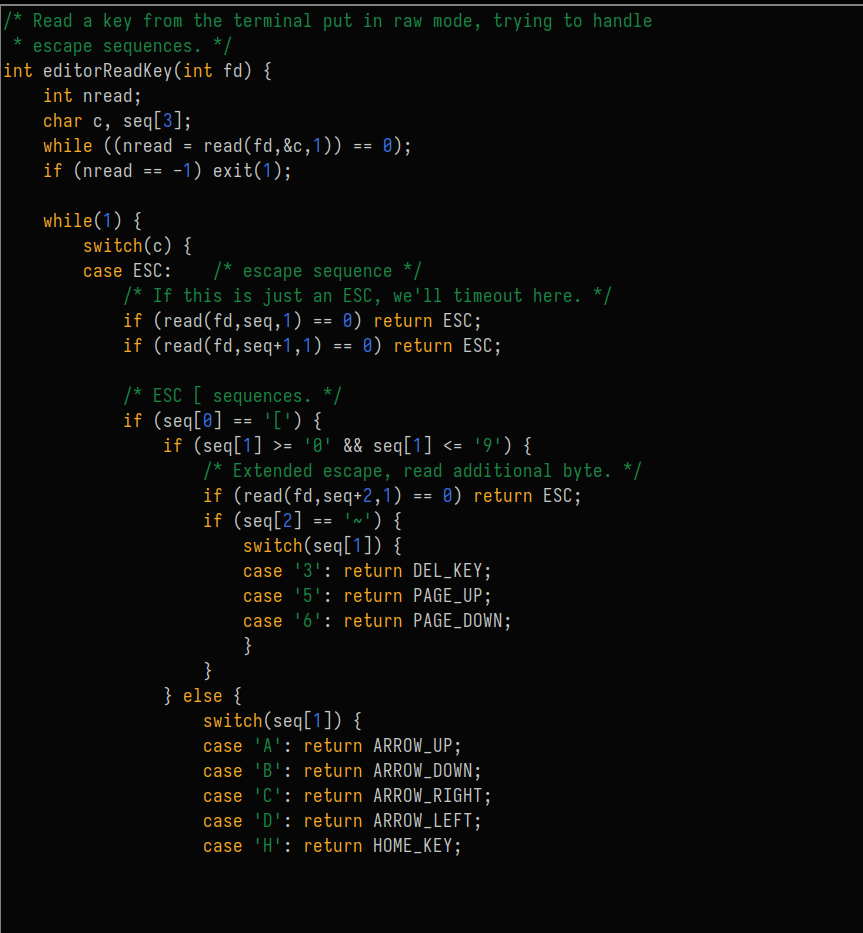 /* Read a key from the terminal put in raw mode, trying to handle
 * escape sequences. */
int editorReadKey(int fd) {
    int nread;
    char c, seq[3];
    while ((nread = read(fd,&c,1)) == 0);
    if (nread == -1) exit(1);

    while(1) {
        switch(c) {
        case ESC:    /* escape sequence */
            /* If this is just an ESC, we'll timeout here. */
            if (read(fd,seq,1) == 0) return ESC;
            if (read(fd,seq+1,1) == 0) return ESC;

            /* ESC [ sequences. */
            if (seq[0] == '[') {
                if (seq[1] >= '0' && seq[1] <= '9') {
                    /* Extended escape, read additional byte. */
                    if (read(fd,seq+2,1) == 0) return ESC;
                    if (seq[2] == '~') {
                        switch(seq[1]) {
                        case '3': return DEL_KEY;
                        case '5': return PAGE_UP;
                        case '6': return PAGE_DOWN;
                        }
                    }
                } else {
                    switch(seq[1]) {
                    case 'A': return ARROW_UP;
                    case 'B': return ARROW_DOWN;
                    case 'C': return ARROW_RIGHT;
                    case 'D': return ARROW_LEFT;
                    case 'H': return HOME_KEY;